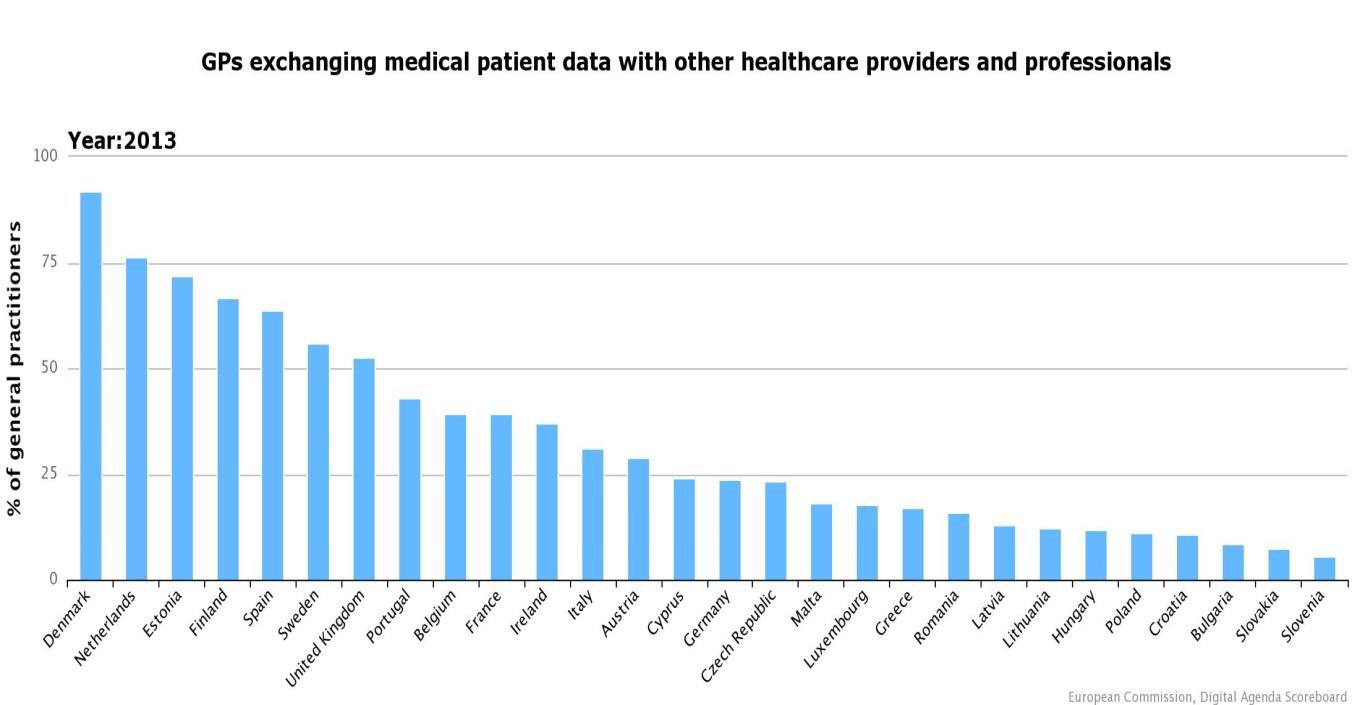 GPs exchanging medical patient data with other healthcare providers and professionals
Year:2013
% of general practitioners
100
75
50
25
0
Denmark
Netherlands
Estonia
Finland
Spain
Sweden
United Kingdom
Portugal
Belgium
France
Ireland
Italy
Austria
Cyprus
Germany
Czech Republic
Malta
Luxembourg
Greece
Romania
Latvia
Lithuania
Hungary
Poland
Croatia
Bulgaria
Slovakia
Slovenia
European Commission, Digital Agenda Scoreboard